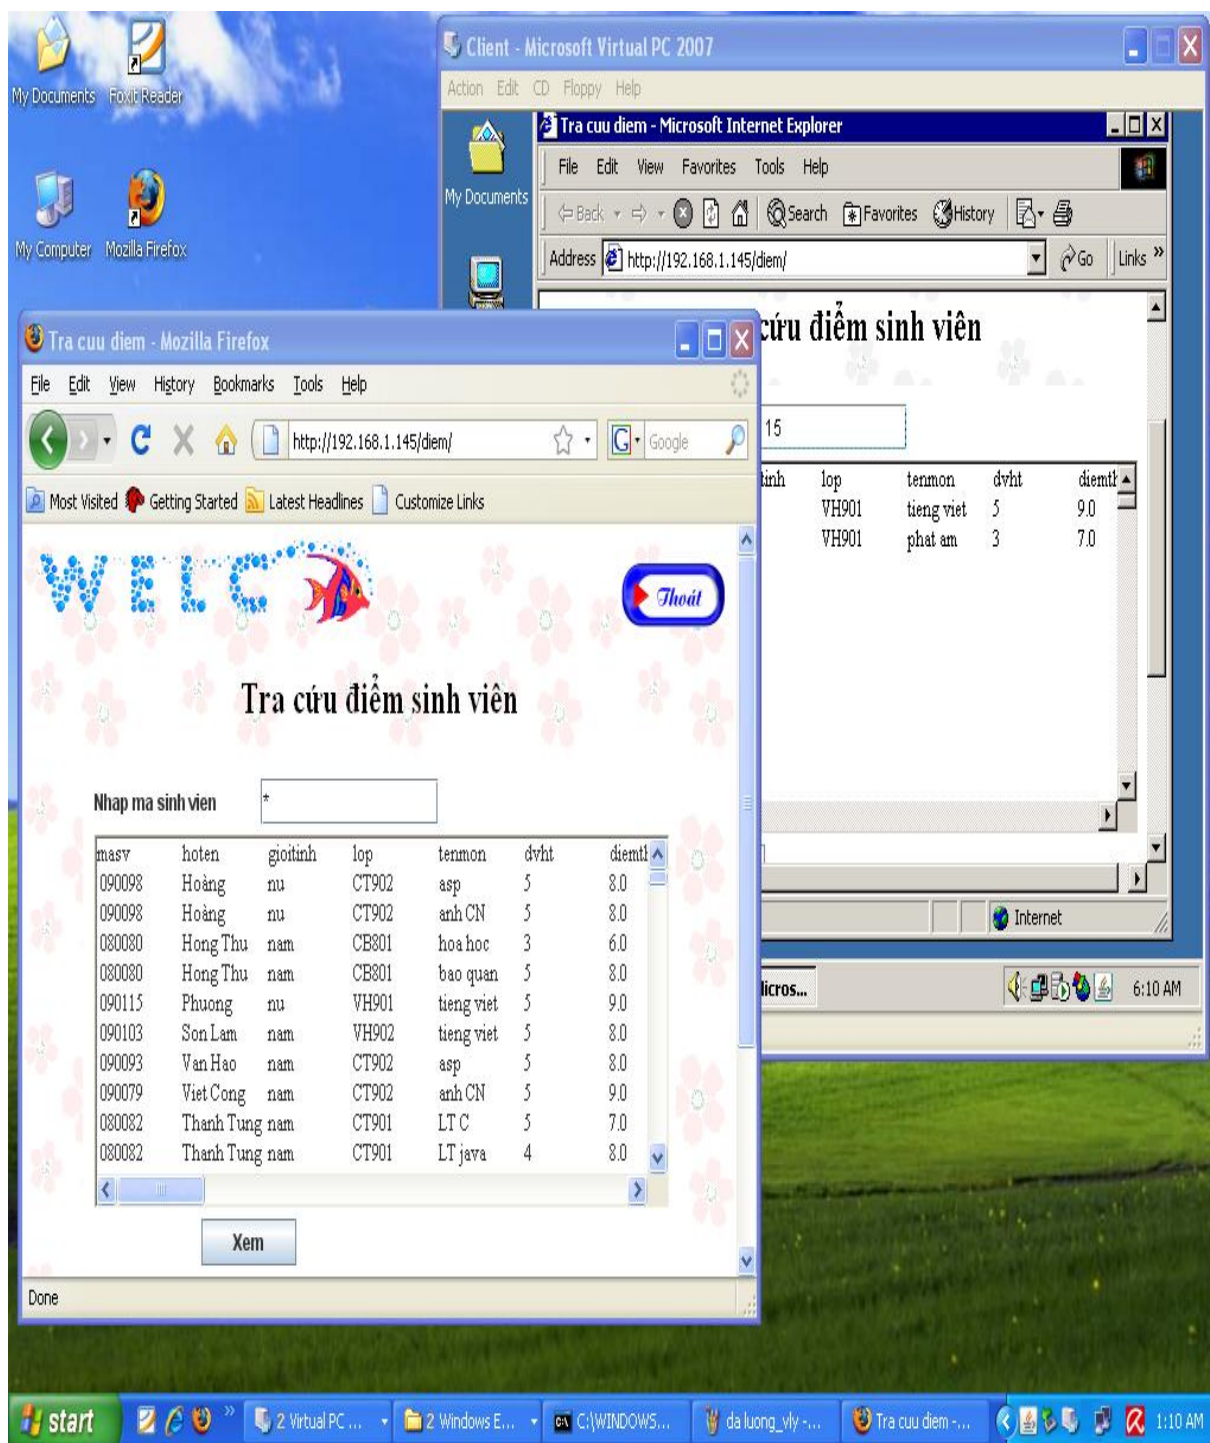 My Documents
Foxit Reader
My Computer
Mozilla Firefox
Client - Microsoft Virtual PC 2007
Action Edit CD Floppy Help
My Documents
Tra cuu diem - Microsoft Internet Explorer
File Edit View Favorites Tools Help
Back Search Favorites History
Address http://192.168.1.145/diem/ Go Links »
cứu điểm sinh viên
15
tinh lop tenmon dvht diemth
VH901 tieng viet 5 9.0
VH901 phat am 3 7.0
Internet
6:10 AM
Tra cuu diem - Mozilla Firefox
File Edit View History Bookmarks Tools Help
http://192.168.1.145/diem/ G Google
Most Visited Getting Started Latest Headlines Customize Links
WELC
Thoát
Tra cứu điểm sinh viên
Nhap ma sinh vien *
masv hoten gioitinh lop tenmon dvht diemtl
090098 Hoàng nu CT902 asp 5 8.0
090098 Hoàng nu CT902 anh CN 5 8.0
080080 Hong Thu nam CB801 hoa hoc 3 6.0
080080 Hong Thu nam CB801 bao quan 5 8.0
090115 Phuong nu VH901 tieng viet 5 9.0
090103 Son Lam nam VH902 tieng viet 5 8.0
090093 Van Hao nam CT902 asp 5 8.0
090079 Viet Cong nam CT902 anh CN 5 9.0
080082 Thanh Tung nam CT901 LT C 5 7.0
080082 Thanh Tung nam CT901 LT java 4 8.0
Xem
Done
licros...
start » 2 Virtual PC ... 2 Windows E... C:\WINDOWS... da luong_vly -... Tra cuu diem -... 1:10 AM